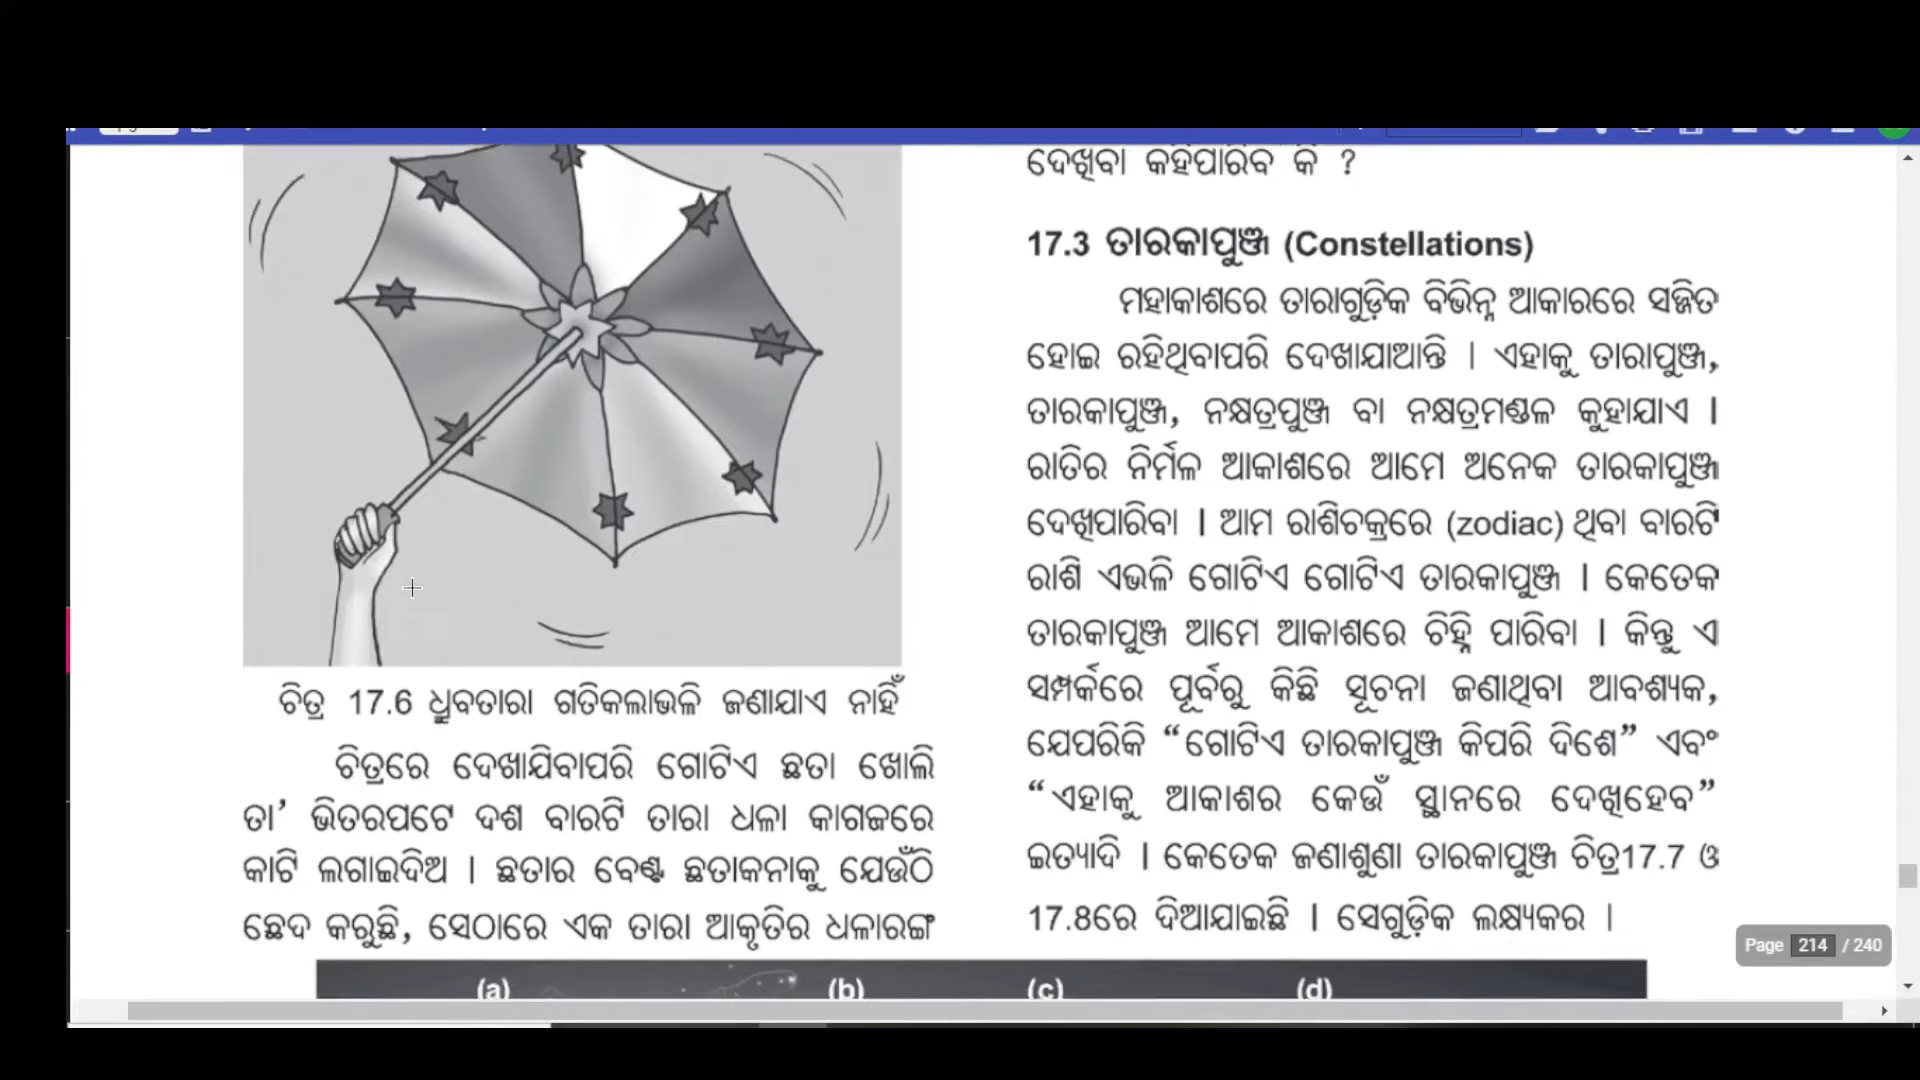 ଚିତ୍ର 17.6 ଧ୍ରୁବତାରା ଗତିକଲାଭଳି ଜଣାଯାଏ ନାହିଁ
ଚିତ୍ରରେ ଦେଖାଯିବାପରି ଗୋଟିଏ ଛତା ଖୋଲି
ତା’ ଭିତରପଟେ ଦଶ ବାରଟି ତାରା ଧଳା କାଗଜରେ
କାଟି ଲଗାଇଦିଅ । ଛତାର ବେଣ୍ଟ ଛତାକନାକୁ ଯେଉଁଠି
ଛେଦ କରୁଛି, ସେଠାରେ ଏକ ତାରା ଆକୃତିର ଧଳାରଙ୍ଗ
ଦେଖିବା କହିପାରିବ କି ?
17.3 ତାରକାପୁଞ୍ଜ (Constellations)
ମହାକାଶରେ ତାରାଗୁଡ଼ିକ ବିଭିନ୍ନ ଆକାରରେ ସଜ୍ଜିତ
ହୋଇ ରହିଥିବାପରି ଦେଖାଯାଆନ୍ତି । ଏହାକୁ ତାରାପୁଞ୍ଜ,
ତାରକାପୁଞ୍ଜ, ନକ୍ଷତ୍ରପୁଞ୍ଜ ବା ନକ୍ଷତ୍ରମଣ୍ଡଳ କୁହାଯାଏ ।
ରାତିର ନିର୍ମଳ ଆକାଶରେ ଆମେ ଅନେକ ତାରକାପୁଞ୍ଜ
ଦେଖିପାରିବା । ଆମ ରାଶିଚକ୍ରରେ (zodiac) ଥିବା ବାରଟି
ରାଶି ଏଭଳି ଗୋଟିଏ ଗୋଟିଏ ତାରକାପୁଞ୍ଜ । କେତେକ
ତାରକାପୁଞ୍ଜ ଆମେ ଆକାଶରେ ଚିହ୍ନି ପାରିବା । କିନ୍ତୁ ଏ
ସମ୍ପର୍କରେ ପୂର୍ବରୁ କିଛି ସୂଚନା ଜଣାଥିବା ଆବଶ୍ୟକ,
ଯେପରିକି “ଗୋଟିଏ ତାରକାପୁଞ୍ଜ କିପରି ଦିଶେ” ଏବଂ
“ଏହାକୁ ଆକାଶର କେଉଁ ସ୍ଥାନରେ ଦେଖିହେବ”
ଇତ୍ୟାଦି । କେତେକ ଜଣାଶୁଣା ତାରକାପୁଞ୍ଜ ଚିତ୍ର17.7 ଓ
17.8ରେ ଦିଆଯାଇଛି । ସେଗୁଡ଼ିକ ଲକ୍ଷ୍ୟକର ।
(a) (b) (c) (d)
Page 214 / 240